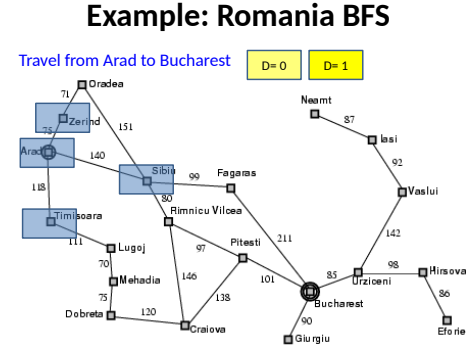 Example: Romania BFS
Travel from Arad to Bucharest
D= 0
D= 1
Oradea
71
Neamt
Zerind
87
75
151
Iasi
Arad
140
92
Sibiu
99
Fagaras
118
80
Vaslui
Timisoara
Rimnicu Vilcea
111
211
142
Lugoj
97
Pitesti
70
98
Hirsova
Mehadia
146
101
85
Urziceni
75
138
86
Bucharest
Dobreta
120
90
Craiova
Eforie
Giurgiu